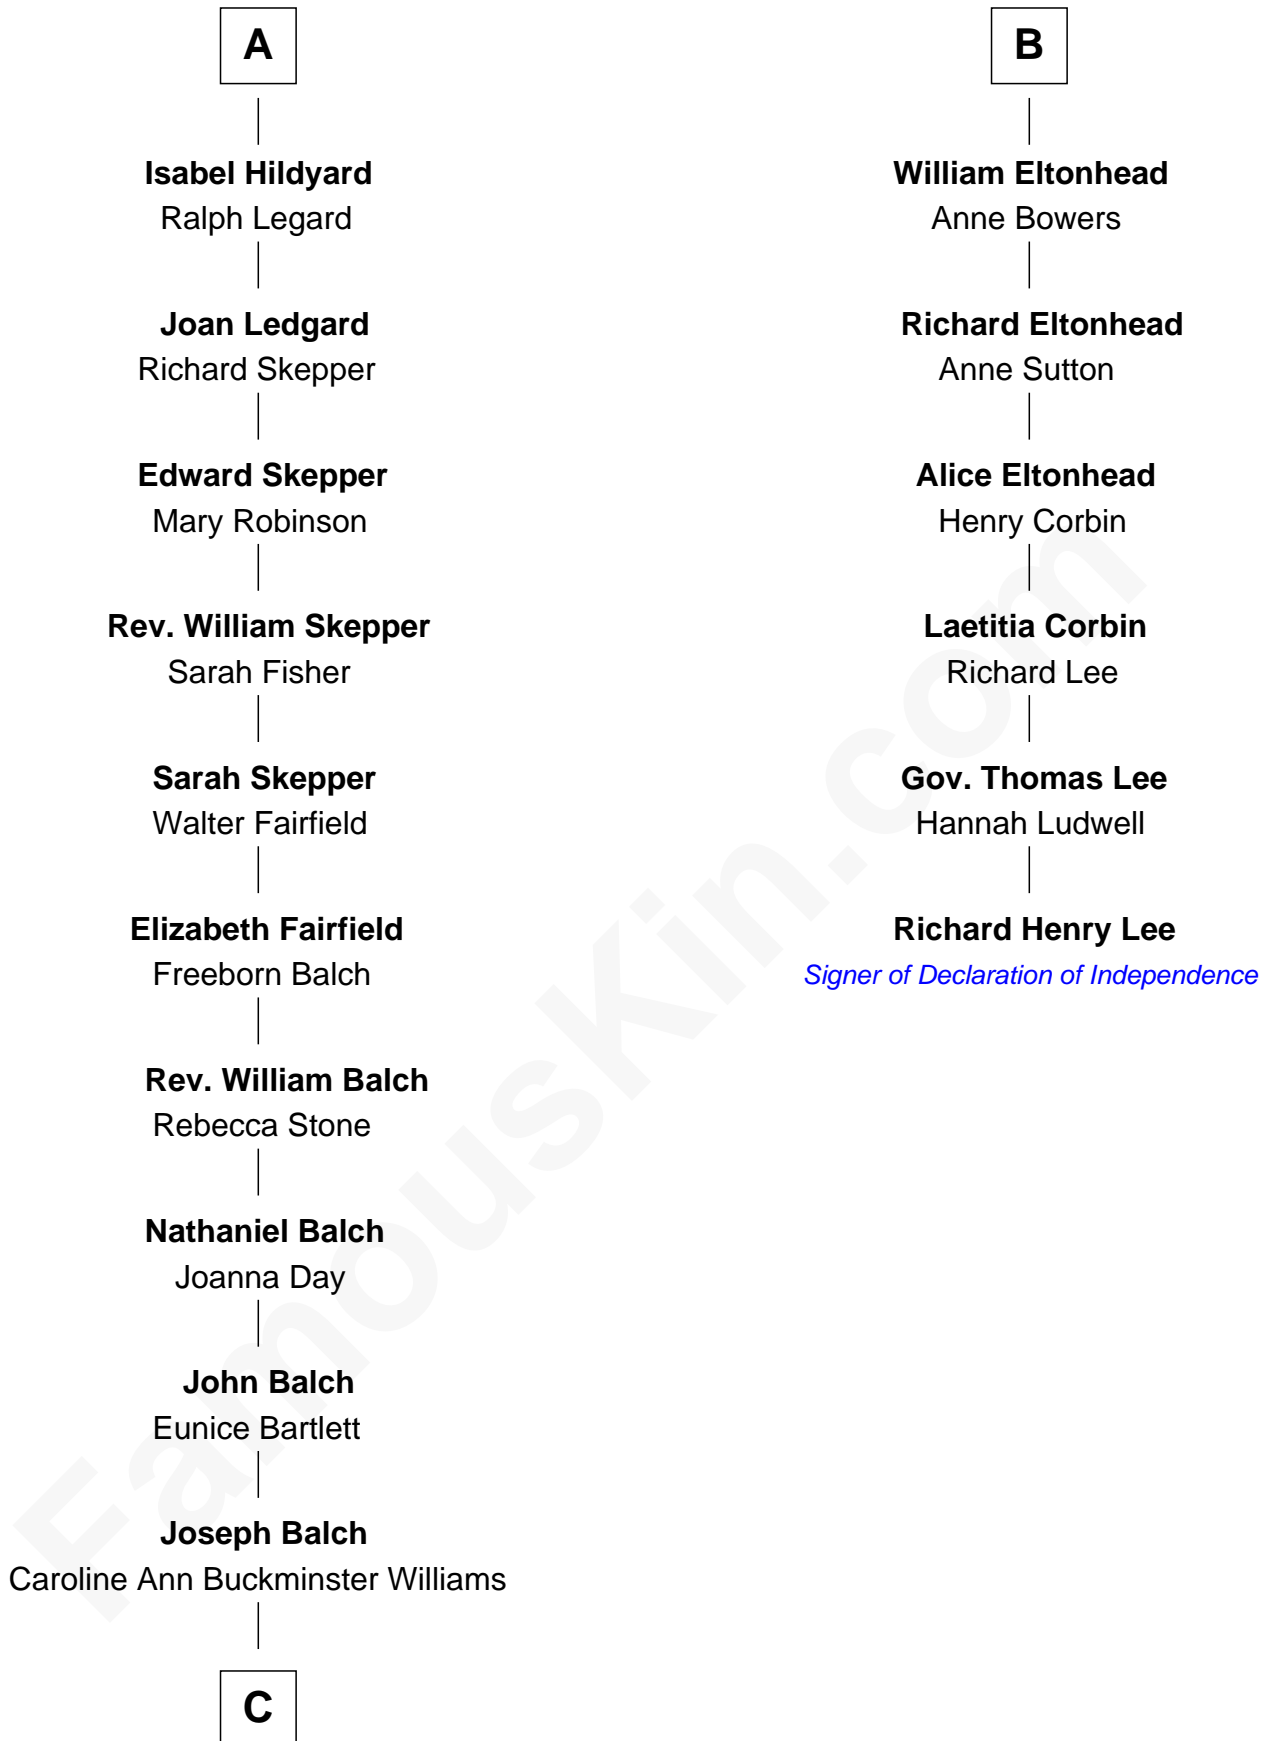 A
Isabel Hildyard
Ralph Legard
Joan Ledgard
Richard Skepper
Edward Skepper
Mary Robinson
Rev. William Skepper
Sarah Fisher
Sarah Skepper
Walter Fairfield
Elizabeth Fairfield
Freeborn Balch
Rev. William Balch
Rebecca Stone
Nathaniel Balch
Joanna Day
John Balch
Eunice Bartlett
Joseph Balch
Caroline Ann Buckminster Williams
C
B
William Eltonhead
Anne Bowers
Richard Eltonhead
Anne Sutton
Alice Eltonhead
Henry Corbin
Laetitia Corbin
Richard Lee
Gov. Thomas Lee
Hannah Ludwell
Richard Henry Lee
Signer of Declaration of Independence
FamousKin.com